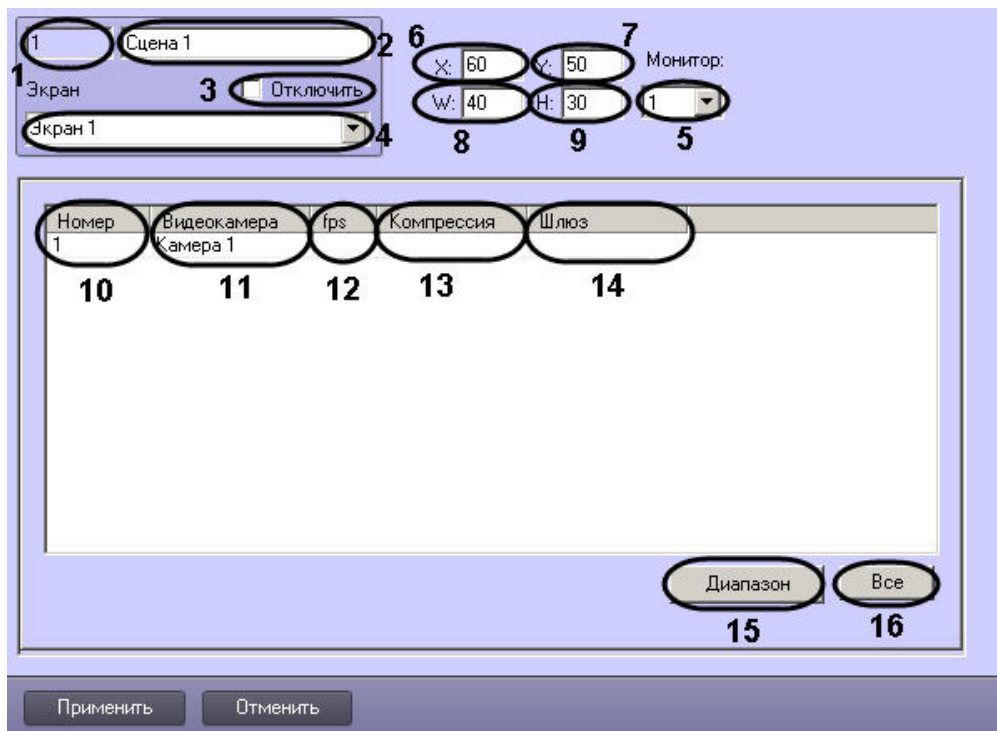 1 Сцена 1 2 6 7
1 X: 60 Y: 50 Монитор:
Экран 3 Отключить W: 40 H: 30 1
Экран 1 4 8 9 5
Номер Видеокамера fps Компрессия Шлюз
1 Камера 1
10 11 12 13 14
Диапазон Все
15 16
Применить Отменить